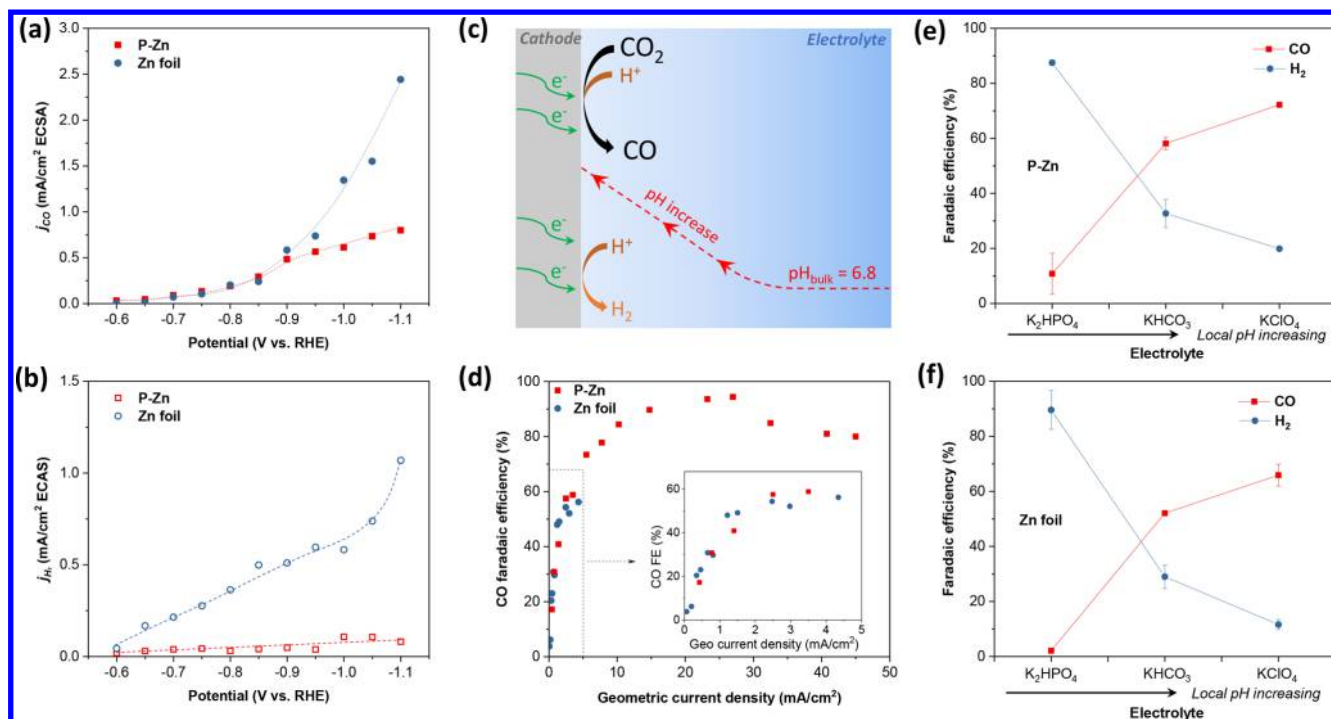 (a)
P-Zn
Zn foil
j_CO (mA/cm² ECSA)
3.0
2.5
2.0
1.5
1.0
0.5
0.0
-0.6 -0.7 -0.8 -0.9 -1.0 -1.1
Potential (V vs. RHE)
(b)
P-Zn
Zn foil
j_H, (mA/cm² ECAS)
1.5
1.0
0.5
0.0
-0.6 -0.7 -0.8 -0.9 -1.0 -1.1
Potential (V vs. RHE)
(c)
Cathode
Electrolyte
CO₂
H⁺
e⁻
e⁻
CO
pH increase
e⁻
H⁺
e⁻
pH_bulk = 6.8
H₂
(d)
P-Zn
Zn foil
CO faradaic efficiency (%)
100
80
60
40
20
0
0 10 20 30 40 50
Geometric current density (mA/cm²)
CO FE (%)
60
40
20
0
0 1 2 3 4 5
Geo current density (mA/cm²)
(e)
CO
H₂
P-Zn
Faradaic efficiency (%)
100
80
60
40
20
0
K₂HPO₄ KHCO₃ KClO₄
Local pH increasing
Electrolyte
(f)
CO
H₂
Zn foil
Faradaic efficiency (%)
100
80
60
40
20
0
K₂HPO₄ KHCO₃ KClO₄
Local pH increasing
Electrolyte